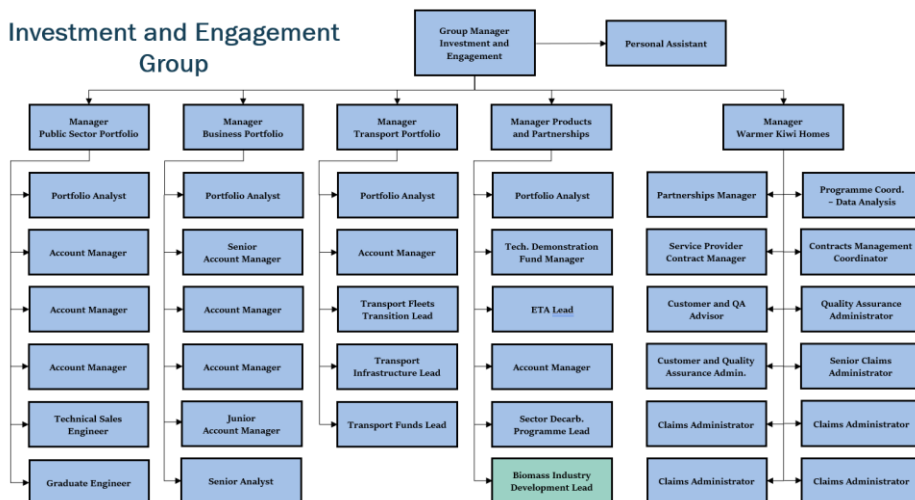 Investment and Engagement
Group
Group Manager
Investment and
Engagement
Personal Assistant
Manager
Public Sector Portfolio
Manager
Business Portfolio
Manager
Transport Portfolio
Manager Products
and Partnerships
Manager
Warmer Kiwi Homes
Portfolio Analyst
Portfolio Analyst
Portfolio Analyst
Portfolio Analyst
Partnerships Manager
Programme Coord.
– Data Analysis
Account Manager
Senior
Account Manager
Account Manager
Tech. Demonstration
Fund Manager
Service Provider
Contract Manager
Contracts Management
Coordinator
Account Manager
Account Manager
Transport Fleets
Transition Lead
ETA Lead
Customer and QA
Advisor
Quality Assurance
Administrator
Account Manager
Account Manager
Transport
Infrastructure Lead
Account Manager
Customer and Quality
Assurance Admin.
Senior Claims
Administrator
Technical Sales
Engineer
Junior
Account Manager
Transport Funds Lead
Sector Decarb.
Programme Lead
Claims Administrator
Claims Administrator
Graduate Engineer
Senior Analyst
Biomass Industry
Development Lead
Claims Administrator
Claims Administrator